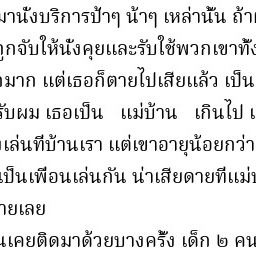 มานั่งบริการป้าๆ น้าๆ เหล่านั้น ถ้า
ถูกจับให้นั่งคุยและรับใช้พวกเขาทั้ง
มาก แต่เธอก็ตายไปเสียแล้ว เป็น
รับผม เธอเป็น แม่บ้าน เกินไป
เล่นที่บ้านเรา แต่เขาอายุน้อยกว่า
เป็นเพื่อนเล่นกัน น่าเสียดายที่แม่
ายเลย
นเคยติดมาด้วยบางครั้ง เด็ก ๒ คน